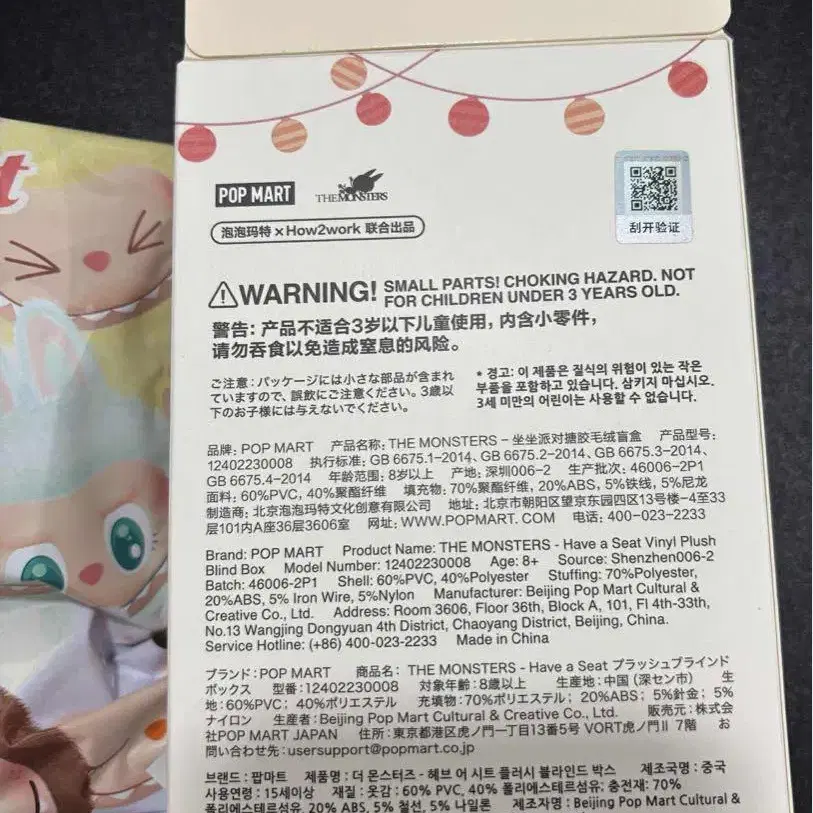 t
POP MART THE MONSTERS
泡泡玛特 × How2work 联合出品
刮开验证
WARNING! SMALL PARTS! CHOKING HAZARD. NOT
FOR CHILDREN UNDER 3 YEARS OLD.
警告: 产品不适合3岁以下儿童使用, 内含小零件,
请勿吞食以免造成窒息的风险。
ご注意:パッケージには小さな部品が含まれ
ていますので、誤飲にご注意ください。3歳以
下のお子様には与えないでください。
* 경고: 이 제품은 질식의 위험이 있는 작은
부품을 포함하고 있습니다. 삼키지 마십시오.
3세 미만의 어린이는 사용할 수 없습니다.
品牌: POP MART 产品名称: THE MONSTERS – 坐坐派对搪胶毛绒盲盒 产品型号:
12402230008 执行标准: GB 6675.1–2014、GB 6675.2–2014、GB 6675.3–2014、
GB 6675.4–2014 年龄范围: 8岁以上 产地: 深圳006-2 生产批次: 46006-2P1
面料: 60%PVC, 40%聚酯纤维 填充物: 70%聚酯纤维, 20%ABS, 5%铁线, 5%尼龙
制造商: 北京泡泡玛特文化创意有限公司 地址: 北京市朝阳区望京东园四区13号楼–4至33
层101内A座36层3606室 网址: WWW.POPMART.COM 电话: 400-023-2233
Brand: POP MART Product Name: THE MONSTERS - Have a Seat Vinyl Plush
Blind Box Model Number: 12402230008 Age: 8+ Source: Shenzhen006-2
Batch: 46006-2P1 Shell: 60%PVC, 40%Polyester Stuffing: 70%Polyester,
20%ABS, 5% Iron Wire, 5%Nylon Manufacturer: Beijing Pop Mart Cultural &
Creative Co., Ltd. Address: Room 3606, Floor 36th, Block A, 101, Fl 4th-33th,
No.13 Wangjing Dongyuan 4th District, Chaoyang District, Beijing, China.
Service Hotline: (+86) 400-023-2233 Made in China
ブランド:POP MART 商品名: THE MONSTERS - Have a Seat プラッシュブラインド
ボックス 型番:12402230008 対象年齢:8歳以上 生産地:中国(深セン市) 生
地:60%PVC; 40%ポリエステル 充填物:70%ポリエステル; 20%ABS; 5%針金; 5%
ナイロン 生産者:Beijing Pop Mart Cultural & Creative Co., Ltd. 販売元:株式会
社POP MART JAPAN 住所:東京都港区虎ノ門一丁目13番5号 VORT虎ノ門Ⅱ 7階 お
問い合わせ先:usersupport@popmart.co.jp
브랜드 : 팝마트 제품명 : 더 몬스터즈 - 헤브 어 시트 플러시 블라인드 박스 제조국명 : 중국
사용연령 : 15세이상 재질 : 옷감 : 60% PVC, 40% 폴리에스테르섬유; 충전재: 70%
폴리에스테르섬유, 20% ABS, 5% 철선, 5% 나일론 제조자명 : Beijing Pop Mart Cultural &